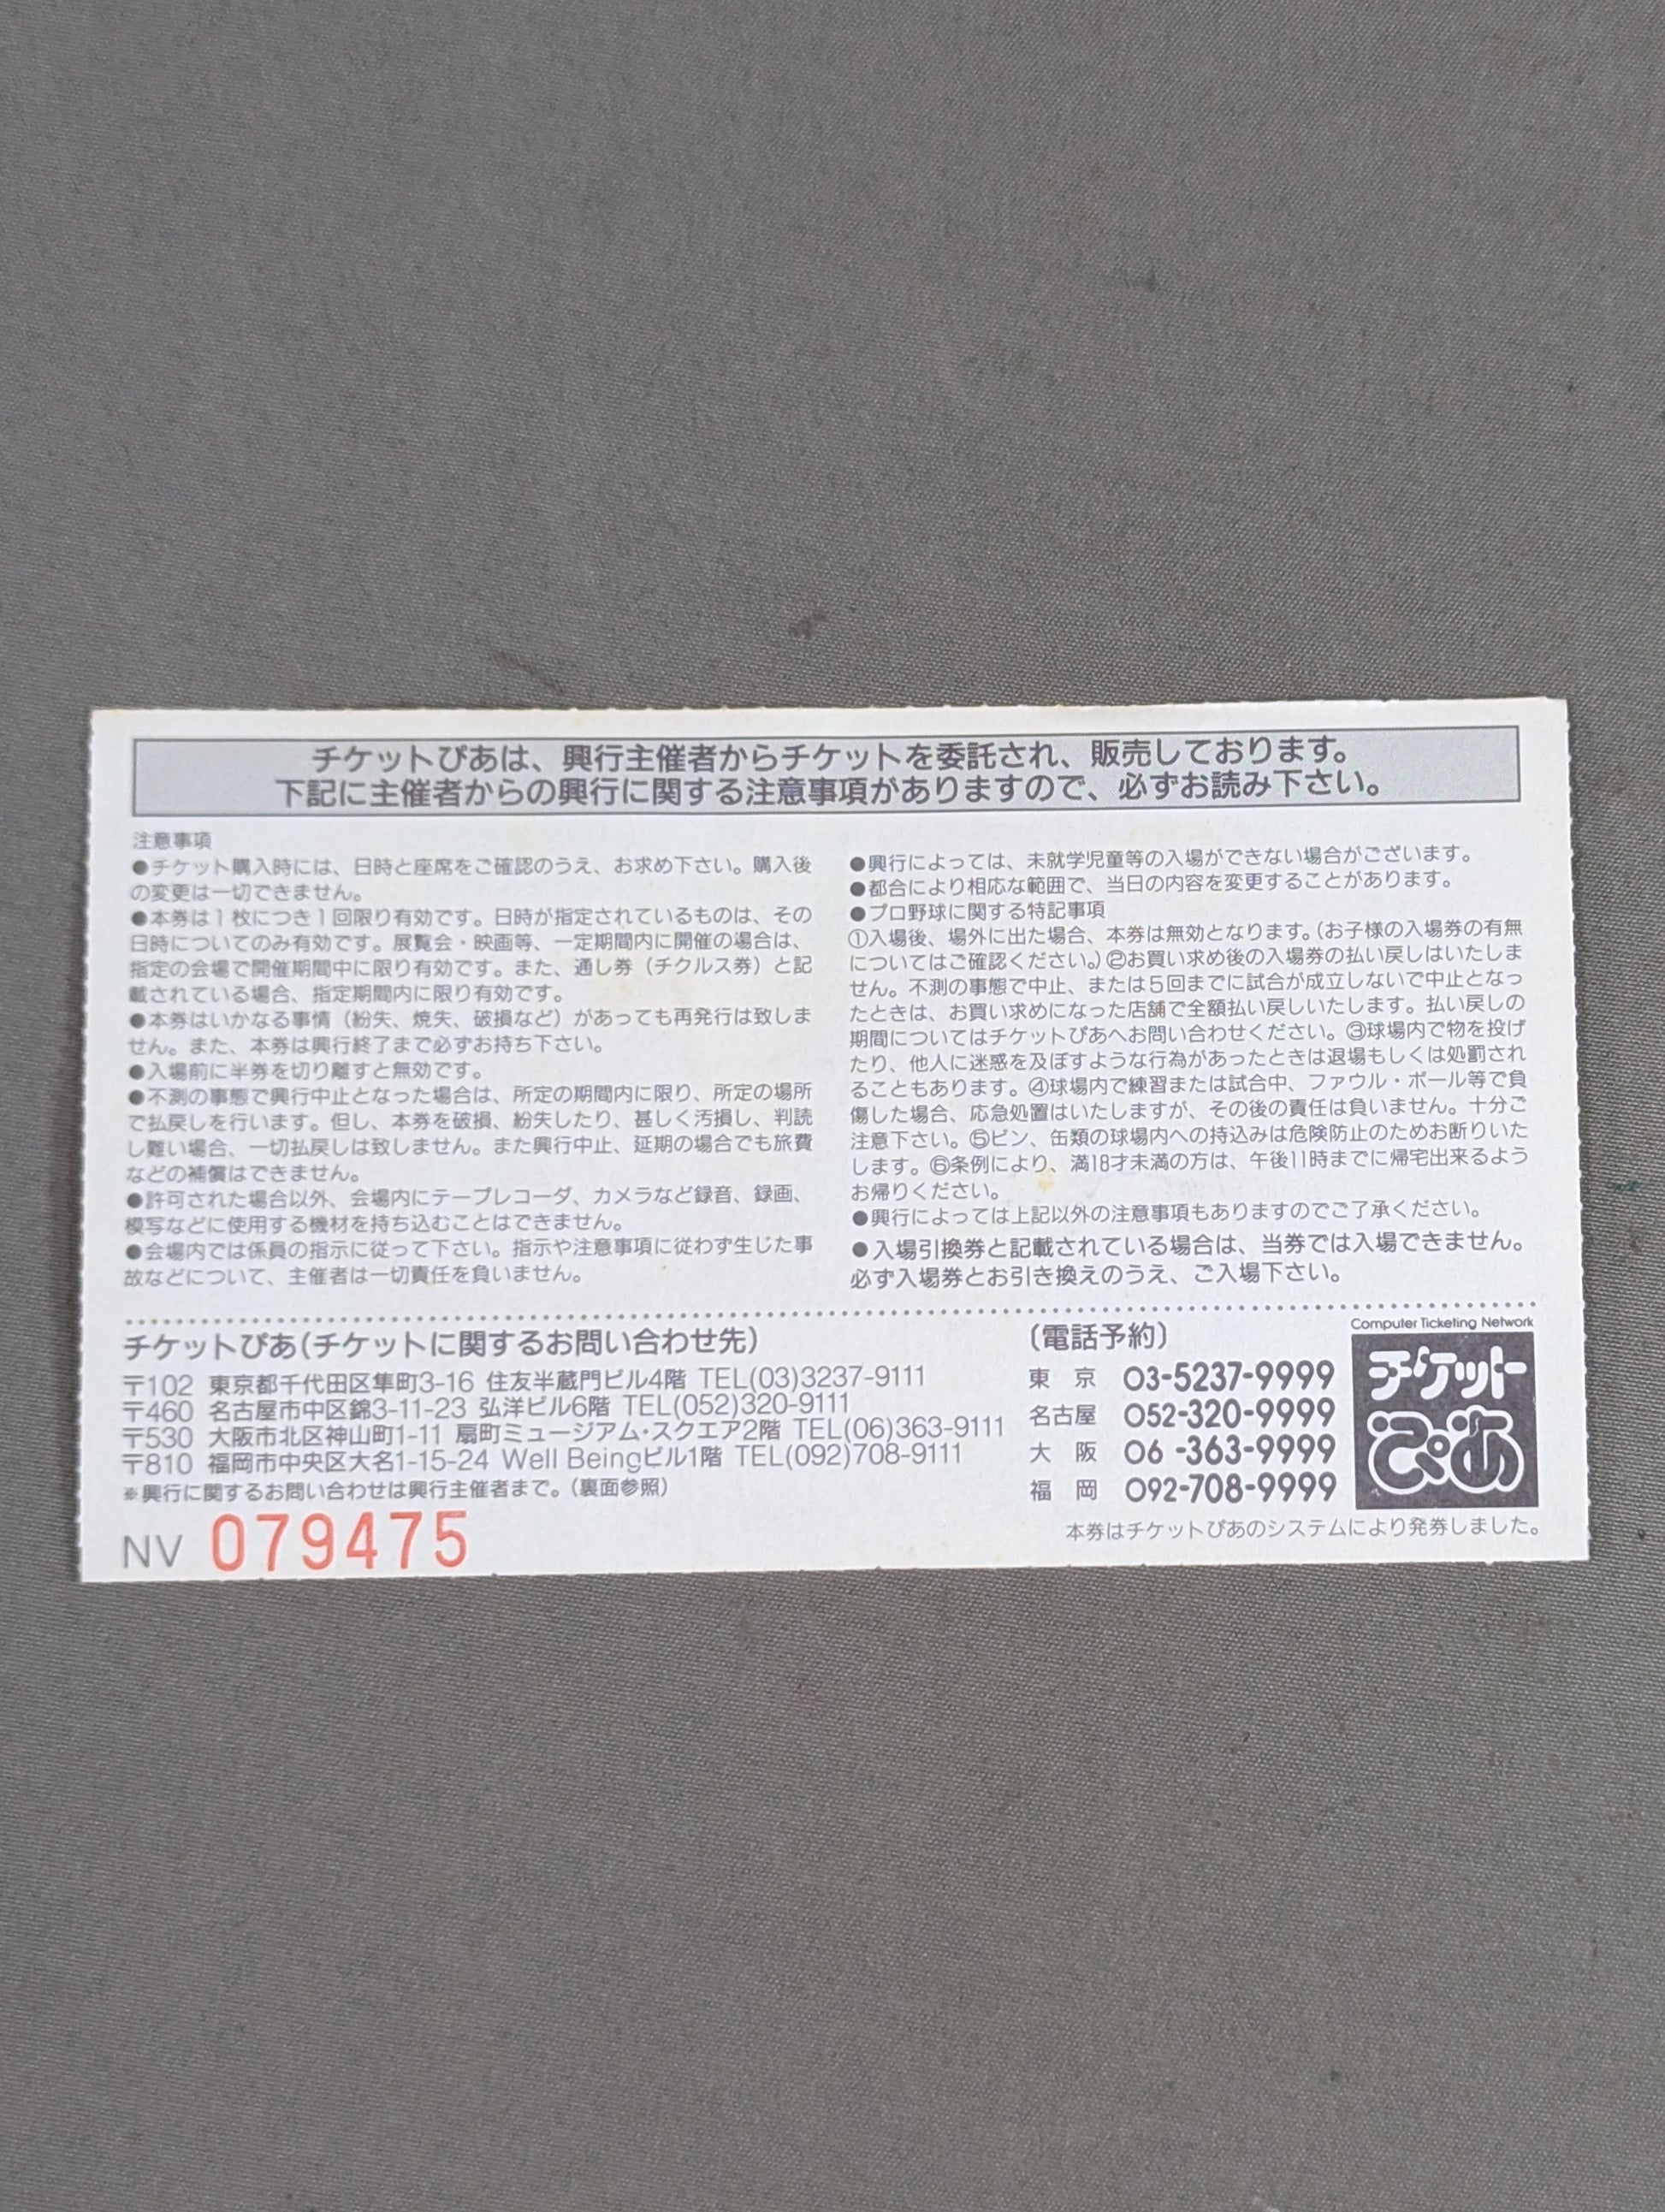 チケットぴあは、興行主催者からチケットを委託され、販売しております。
下記に主催者からの興行に関する注意事項がありますので、必ずお読み下さい。
注意事項
●チケット購入時には、日時と座席をご確認のうえ、お求め下さい。購入後
の変更は一切できません。
●本券は1枚につき1回限り有効です。日時が指定されているものは、その
日時についてのみ有効です。展覧会・映画等、一定期間内に開催の場合は、
指定の会場で開催期間中に限り有効です。また、通し券（チクルス券）と記
載されている場合、指定期間内に限り有効です。
●本券はいかなる事情（紛失、焼失、破損など）があっても再発行は致しま
せん。また、本券は興行終了まで必ずお持ち下さい。
●入場前に半券を切り離すと無効です。
●不測の事態で興行中止となった場合は、所定の期間内に限り、所定の場所
で払戻しを行います。但し、本券を破損、紛失したり、甚しく汚損し、判読
し難い場合、一切払戻しは致しません。また興行中止、延期の場合でも旅費
などの補償はできません。
●許可された場合以外、会場内にテープレコーダ、カメラなど録音、録画、
模写などに使用する機材を持ち込むことはできません。
●会場内では係員の指示に従って下さい。指示や注意事項に従わず生じた事
故などについて、主催者は一切責任を負いません。
●興行によっては、未就学児童等の入場ができない場合がございます。
●都合により相応な範囲で、当日の内容を変更することがあります。
●プロ野球に関する特記事項
①入場後、場外に出た場合、本券は無効となります。（お子様の入場券の有無
についてはご確認ください。）②お買い求め後の入場券の払い戻しはいたしま
せん。不測の事態で中止、または5回までに試合が成立しないで中止となっ
たときは、お買い求めになった店舗で全額払い戻しいたします。払い戻しの
期間についてはチケットぴあへお問い合わせください。③球場内で物を投げ
たり、他人に迷惑を及ぼすような行為があったときは退場もしくは処罰され
ることもあります。④球場内で練習または試合中、ファウル・ボール等で負
傷した場合、応急処置はいたしますが、その後の責任は負いません。十分ご
注意下さい。⑤ビン、缶類の球場内への持込みは危険防止のためお断りいた
します。⑥条例により、満18才未満の方は、午後11時までに帰宅出来るよう
お帰りください。
●興行によっては上記以外の注意事項もありますのでご了承ください。
●入場引換券と記載されている場合は、当券では入場できません。
必ず入場券とお引き換えのうえ、ご入場下さい。
チケットぴあ（チケットに関するお問い合わせ先）
〒102 東京都千代田区隼町3-16 住友半蔵門ビル4階 TEL(03)3237-9111
〒460 名古屋市中区錦3-11-23 弘洋ビル6階 TEL(052)320-9111
〒530 大阪市北区神山町1-11 扇町ミュージアム・スクエア2階 TEL(06)363-9111
〒810 福岡市中央区大名1-15-24 Well Beingビル1階 TEL(092)708-9111
※興行に関するお問い合わせは興行主催者まで。（裏面参照）
NV 079475
〔電話予約〕
東 京 03-5237-9999
名古屋 052-320-9999
大 阪 06 -363-9999
福 岡 092-708-9999
Computer Ticketing Network
チケット
ぴあ
本券はチケットぴあのシステムにより発券しました。